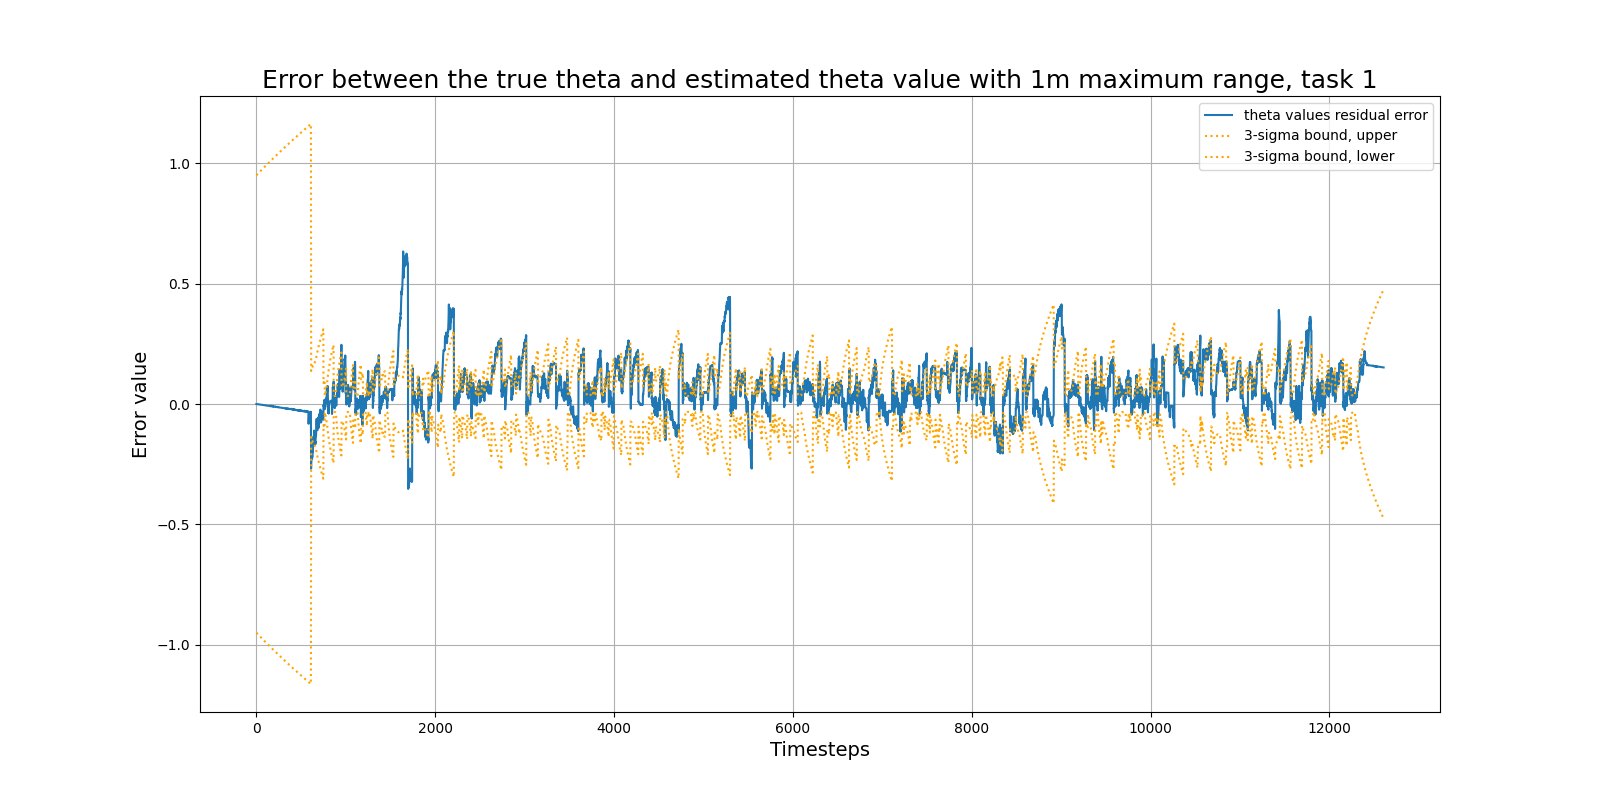 Error between the true theta and estimated theta value with 1m maximum range, task 1
theta values residual error
3-sigma bound, upper
3-sigma bound, lower
1.0
0.5
0.0
−0.5
−1.0
Error value
0 2000 4000 6000 8000 10000 12000
Timesteps